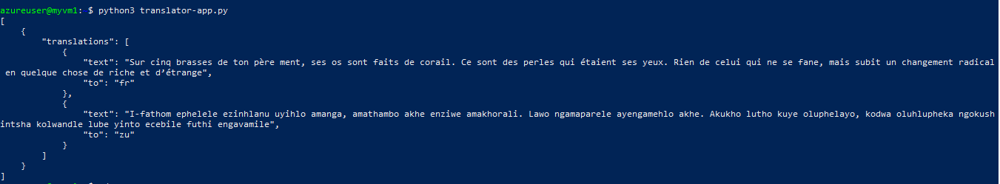 azureuser@myvm1: $ python3 translator-app.py
[
    {
        "translations": [
            {
                "text": "Sur cinq brasses de ton père ment, ses os sont faits de corail. Ce sont des perles qui étaient ses yeux. Rien de celui qui ne se fane, mais subit un changement radical
 en quelque chose de riche et d’étrange",
                "to": "fr"
            },
            {
                "text": "I-fathom ephelele ezinhlanu uyihlo amanga, amathambo akhe enziwe amakhorali. Lawo ngamaparele ayengamehlo akhe. Akukho lutho kuye oluphelayo, kodwa oluhlupheka ngokush
intsha kolwandle lube yinto ecebile futhi engavamile",
                "to": "zu"
            }
        ]
    }
]